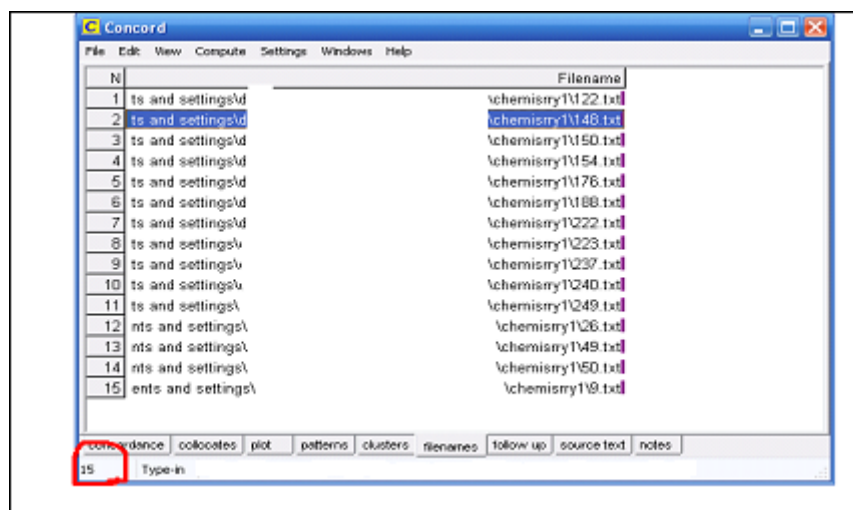 Concord
File Edit View Compute Settings Windows Help
N Filename
1 ts and settings\d \chemisrry1\122.txt
2 ts and settings\d \chemisrry1\148.txt
3 ts and settings\d \chemisrry1\150.txt
4 ts and settings\d \chemisrry1\154.txt
5 ts and settings\d \chemisrry1\176.txt
6 ts and settings\d \chemisrry1\188.txt
7 ts and settings\d \chemisrry1\222.txt
8 ts and settings\ \chemisrry1\223.txt
9 ts and settings\ \chemisrry1\237.txt
10 ts and settings\ \chemisrry1\240.txt
11 ts and settings\ \chemisrry1\249.txt
12 nts and settings\ \chemisrry1\26.txt
13 nts and settings\ \chemisrry1\49.txt
14 nts and settings\ \chemisrry1\50.txt
15 ents and settings\ \chemisrry1\9.txt
concordance collocates plot patterns clusters filenames follow up source text notes
15 Type-in